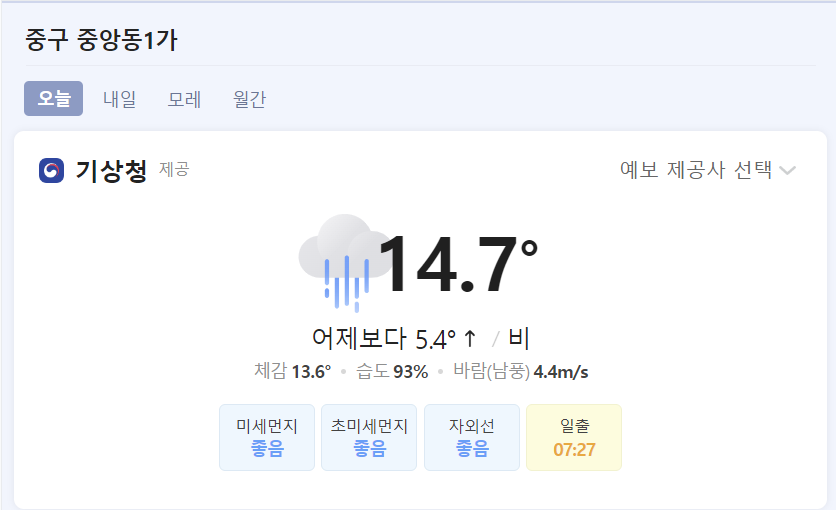 중구 중앙동1가
오늘 내일 모레 월간
기상청 제공 예보 제공사 선택
14.7°
어제보다 5.4° ↑ / 비
체감 13.6° • 습도 93% • 바람(남풍) 4.4m/s
미세먼지 초미세먼지 자외선 일출
좋음 좋음 좋음 07:27